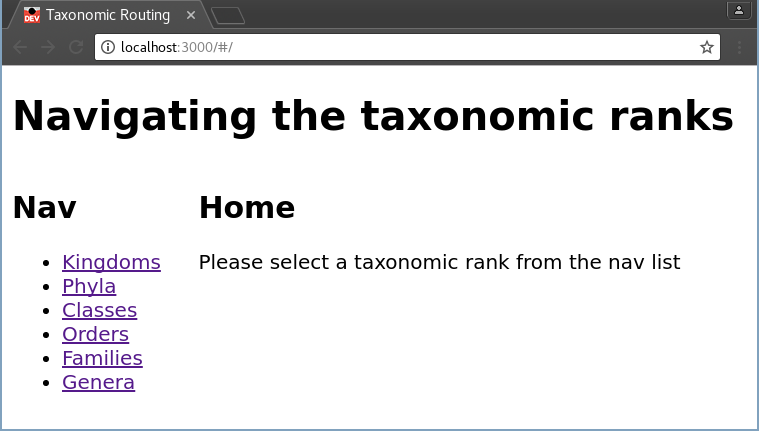 DEV Taxonomic Routing
localhost:3000/#/
Navigating the taxonomic ranks
Nav
Kingdoms
Phyla
Classes
Orders
Families
Genera
Home
Please select a taxonomic rank from the nav list